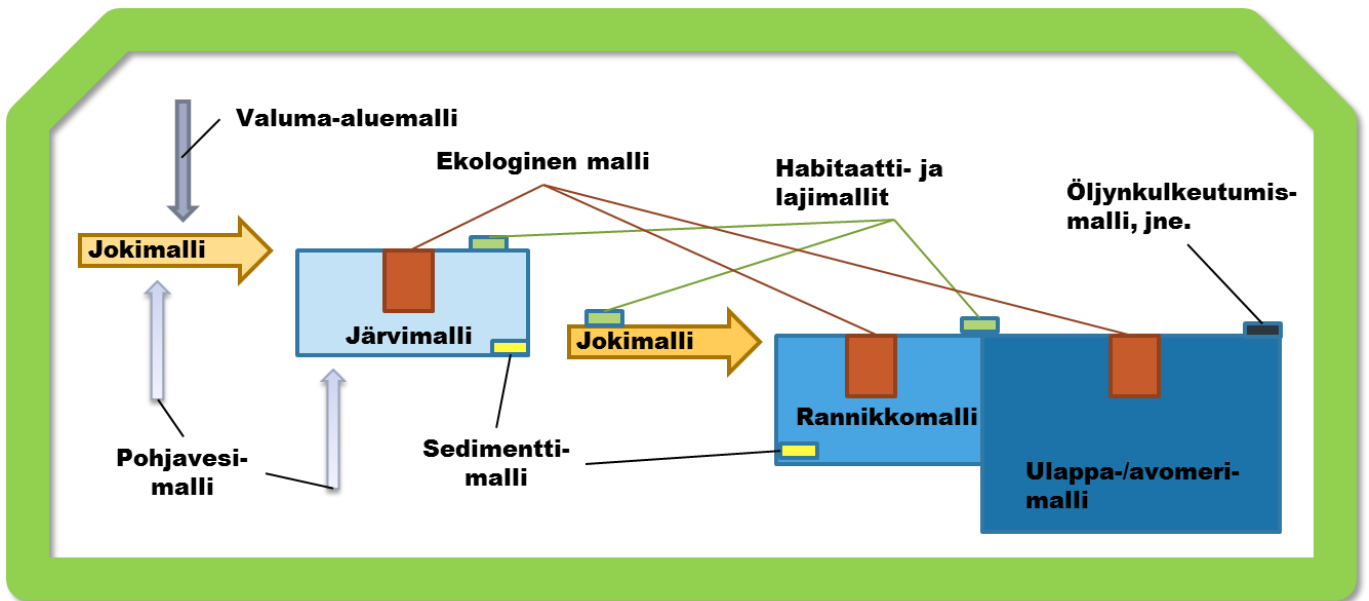 Valuma-aluemalli
Ekologinen malli
Habitaatti- ja
lajimallit
Öljynkulkeutumis-
malli, jne.
Jokimalli
Järvimalli
Jokimalli
Rannikkomalli
Pohjavesi-
malli
Sedimentti-
malli
Ulappa-/avomeri-
malli